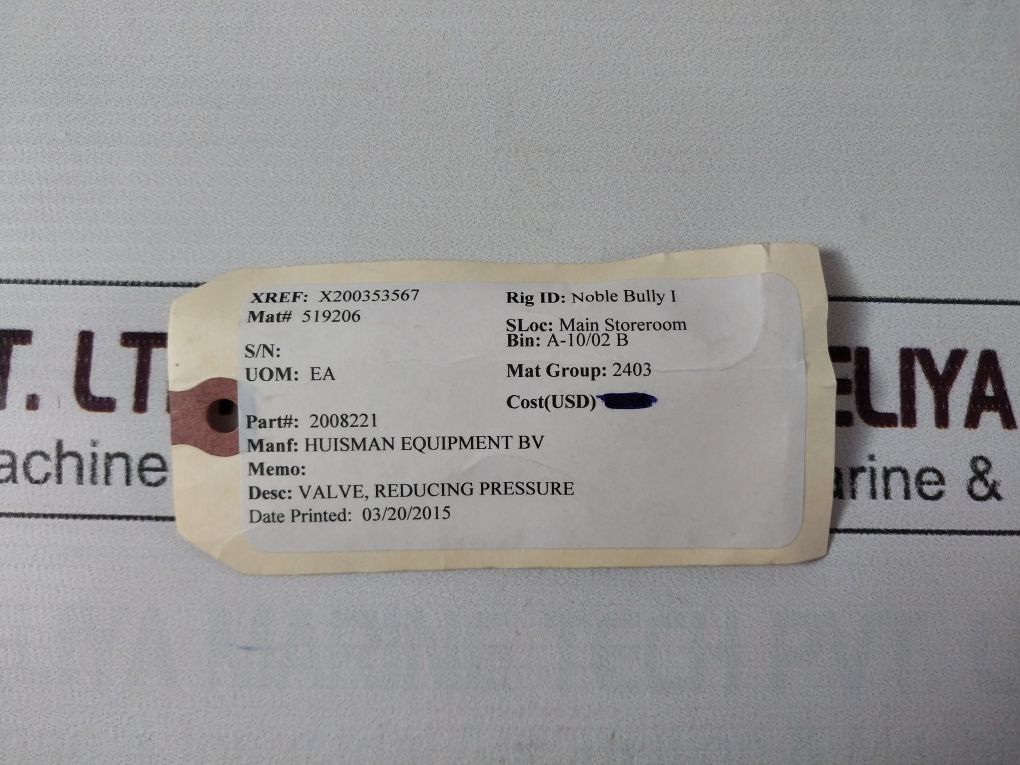 XREF: X200353567
Mat# 519206
S/N:
UOM: EA
Part#: 2008221
Manf: HUISMAN EQUIPMENT BV
Memo:
Desc: VALVE, REDUCING PRESSURE
Date Printed: 03/20/2015
Rig ID: Noble Bully I
SLoc: Main Storeroom
Bin: A-10/02 B
Mat Group: 2403
Cost(USD)
T. LT
achine
ELIYA
arine &